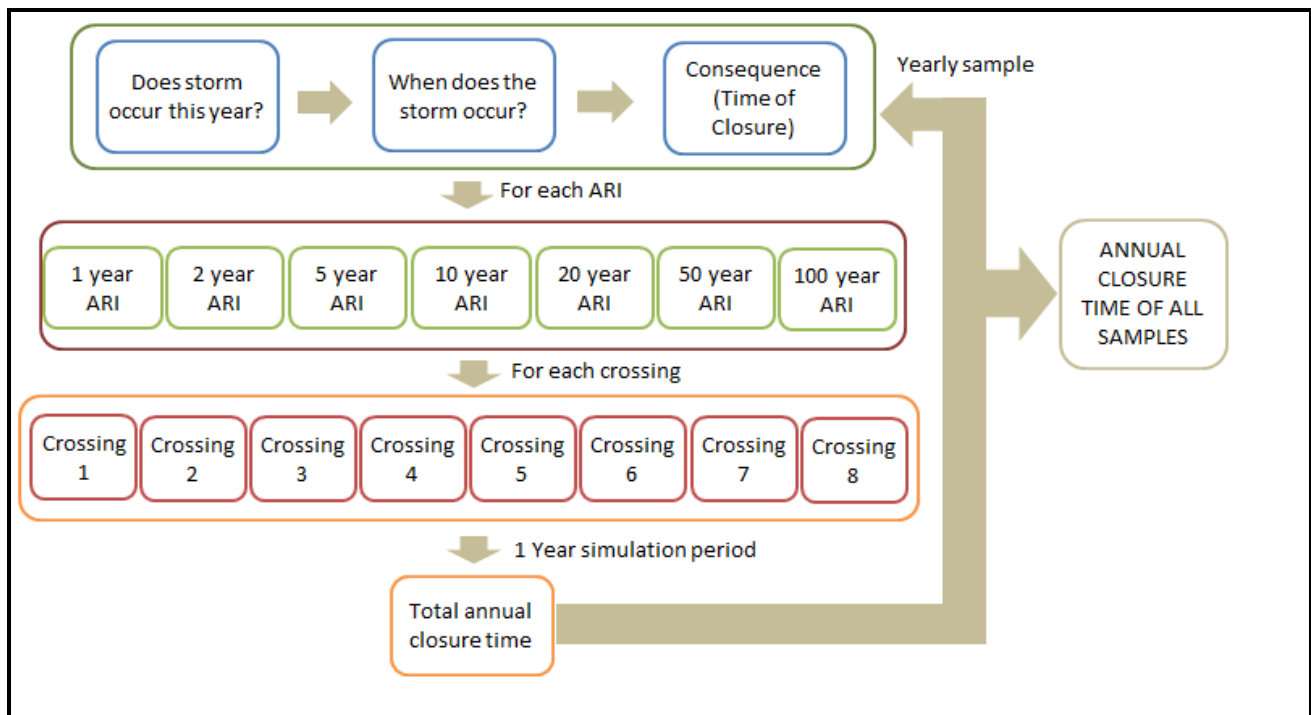 Does storm
occur this year?
When does the
storm occur?
Consequence
(Time of
Closure)
Yearly sample
For each ARI
1 year
ARI
2 year
ARI
5 year
ARI
10 year
ARI
20 year
ARI
50 year
ARI
100 year
ARI
ANNUAL
CLOSURE
TIME OF ALL
SAMPLES
For each crossing
Crossing
1
Crossing
2
Crossing
3
Crossing
4
Crossing
5
Crossing
6
Crossing
7
Crossing
8
1 Year simulation period
Total annual
closure time